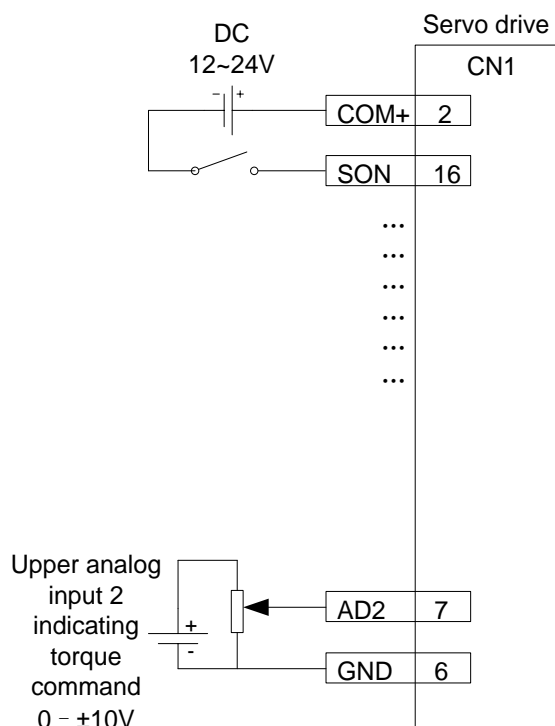 Servo drive
DC
12~24V
CN1
- +
COM+ 2
SON 16
...
...
...
...
...
...
Upper analog
input 2
indicating
torque
command
0 - +10V
+
-
AD2 7
GND 6